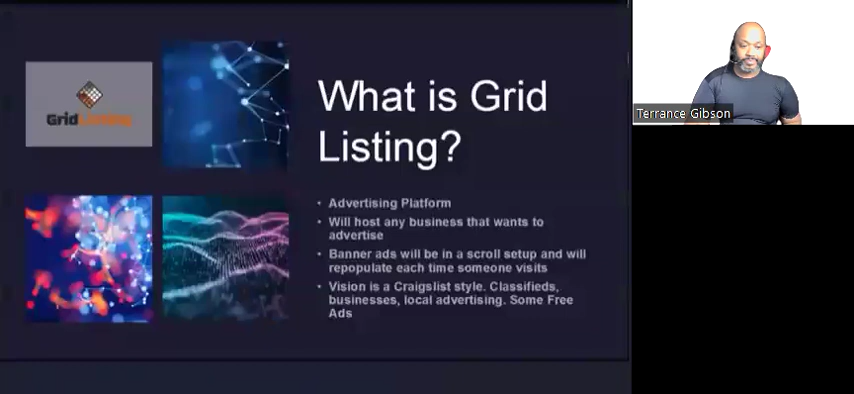 GridListing
What is Grid
Listing?
• Advertising Platform
• Will host any business that wants to
advertise
• Banner ads will be in a scroll setup and will
repopulate each time someone visits
• Vision is a Craigslist style. Classifieds,
businesses, local advertising. Some Free
Ads
Terrance Gibson